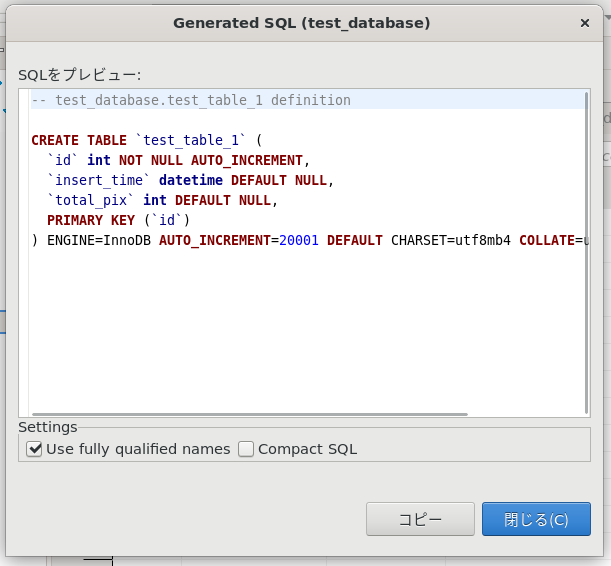 Generated SQL (test_database)
SQLをプレビュー:
-- test_database.test_table_1 definition
CREATE TABLE `test_table_1` (
`id` int NOT NULL AUTO_INCREMENT,
`insert_time` datetime DEFAULT NULL,
`total_pix` int DEFAULT NULL,
PRIMARY KEY (`id`)
) ENGINE=InnoDB AUTO_INCREMENT=20001 DEFAULT CHARSET=utf8mb4 COLLATE=
Settings
Use fully qualified names
Compact SQL
コピー
閉じる(C)